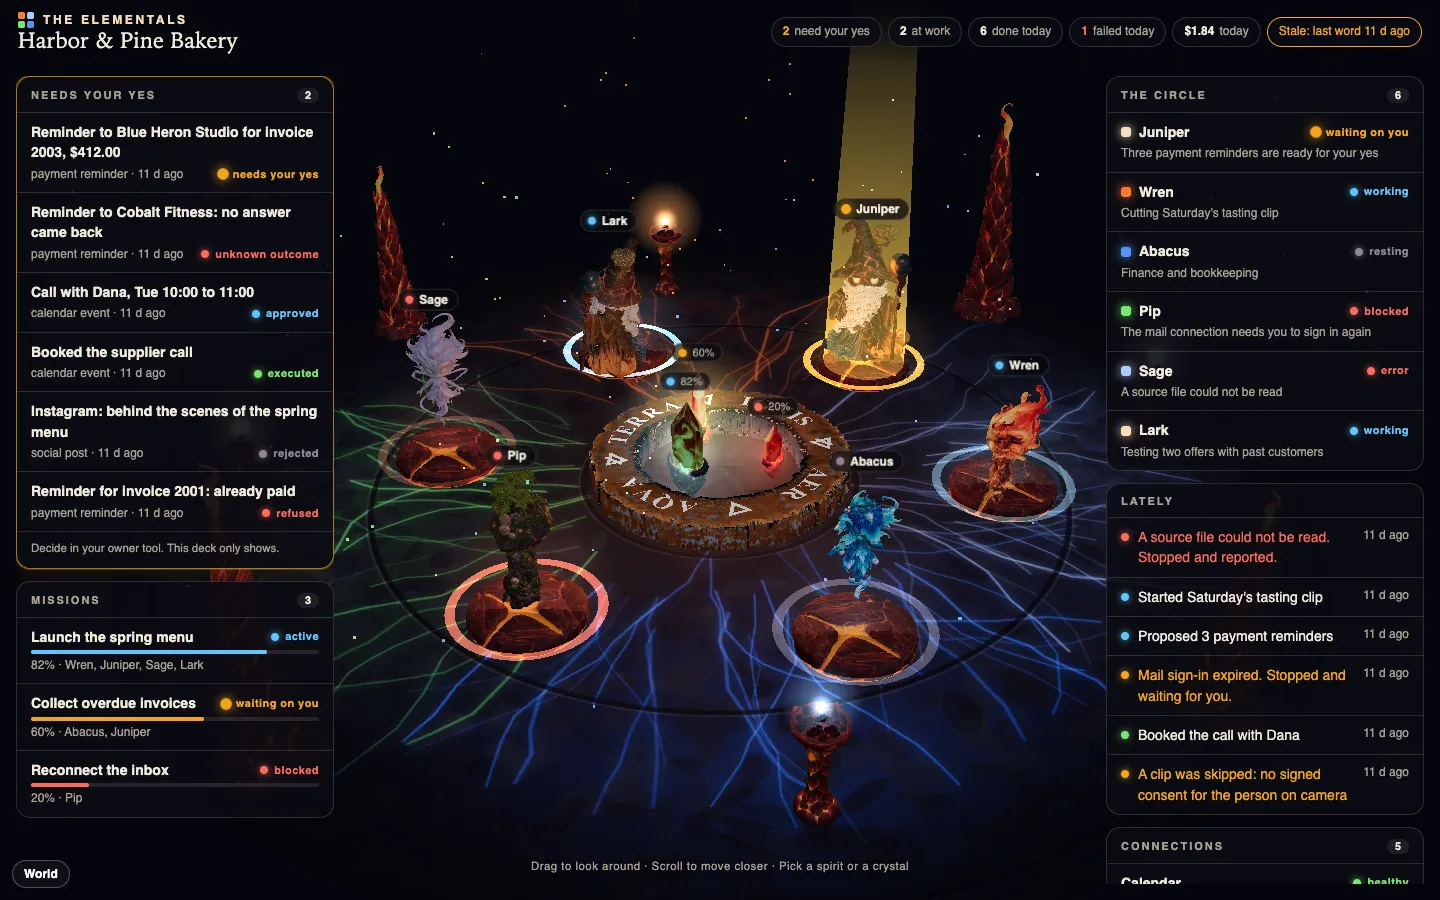 THE ELEMENTALS
Harbor & Pine Bakery
2 need your yes
2 at work
6 done today
1 failed today
$1.84 today
Stale: last word 11 d ago
NEEDS YOUR YES 2
Reminder to Blue Heron Studio for invoice
2003, $412.00
payment reminder · 11 d ago needs your yes
Reminder to Cobalt Fitness: no answer
came back
payment reminder · 11 d ago unknown outcome
Call with Dana, Tue 10:00 to 11:00
calendar event · 11 d ago approved
Booked the supplier call
calendar event · 11 d ago executed
Instagram: behind the scenes of the spring
menu
social post · 11 d ago rejected
Reminder for invoice 2001: already paid
payment reminder · 11 d ago refused
Decide in your owner tool. This deck only shows.
MISSIONS 3
Launch the spring menu active
82% · Wren, Juniper, Sage, Lark
Collect overdue invoices waiting on you
60% · Abacus, Juniper
Reconnect the inbox blocked
20% · Pip
World
Lark
Juniper
Sage
60%
Wren
82%
20%
TERRA
AER
AQVA
Pip
Abacus
Drag to look around · Scroll to move closer · Pick a spirit or a crystal
THE CIRCLE 6
Juniper waiting on you
Three payment reminders are ready for your yes
Wren working
Cutting Saturday's tasting clip
Abacus resting
Finance and bookkeeping
Pip blocked
The mail connection needs you to sign in again
Sage error
A source file could not be read
Lark working
Testing two offers with past customers
LATELY
A source file could not be read. 11 d ago
Stopped and reported.
Started Saturday's tasting clip 11 d ago
Proposed 3 payment reminders 11 d ago
Mail sign-in expired. Stopped and 11 d ago
waiting for you.
Booked the call with Dana 11 d ago
A clip was skipped: no signed 11 d ago
consent for the person on camera
CONNECTIONS 5
Calendar healthy